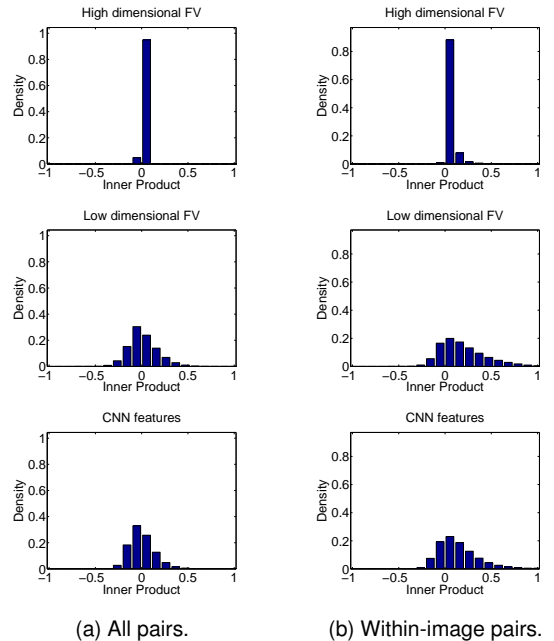 High dimensional FV
1
0.8
0.6
0.4
0.2
0
Density
−1 −0.5 0 0.5 1
Inner Product
High dimensional FV
0.8
0.6
0.4
0.2
0
Density
−1 −0.5 0 0.5 1
Inner Product
Low dimensional FV
1
0.8
0.6
0.4
0.2
0
Density
−1 −0.5 0 0.5 1
Inner Product
Low dimensional FV
0.8
0.6
0.4
0.2
0
Density
−1 −0.5 0 0.5 1
Inner Product
CNN features
1
0.8
0.6
0.4
0.2
0
Density
−1 −0.5 0 0.5 1
Inner Product
CNN features
0.8
0.6
0.4
0.2
0
Density
−1 −0.5 0 0.5 1
Inner Product
(a) All pairs.
(b) Within-image pairs.